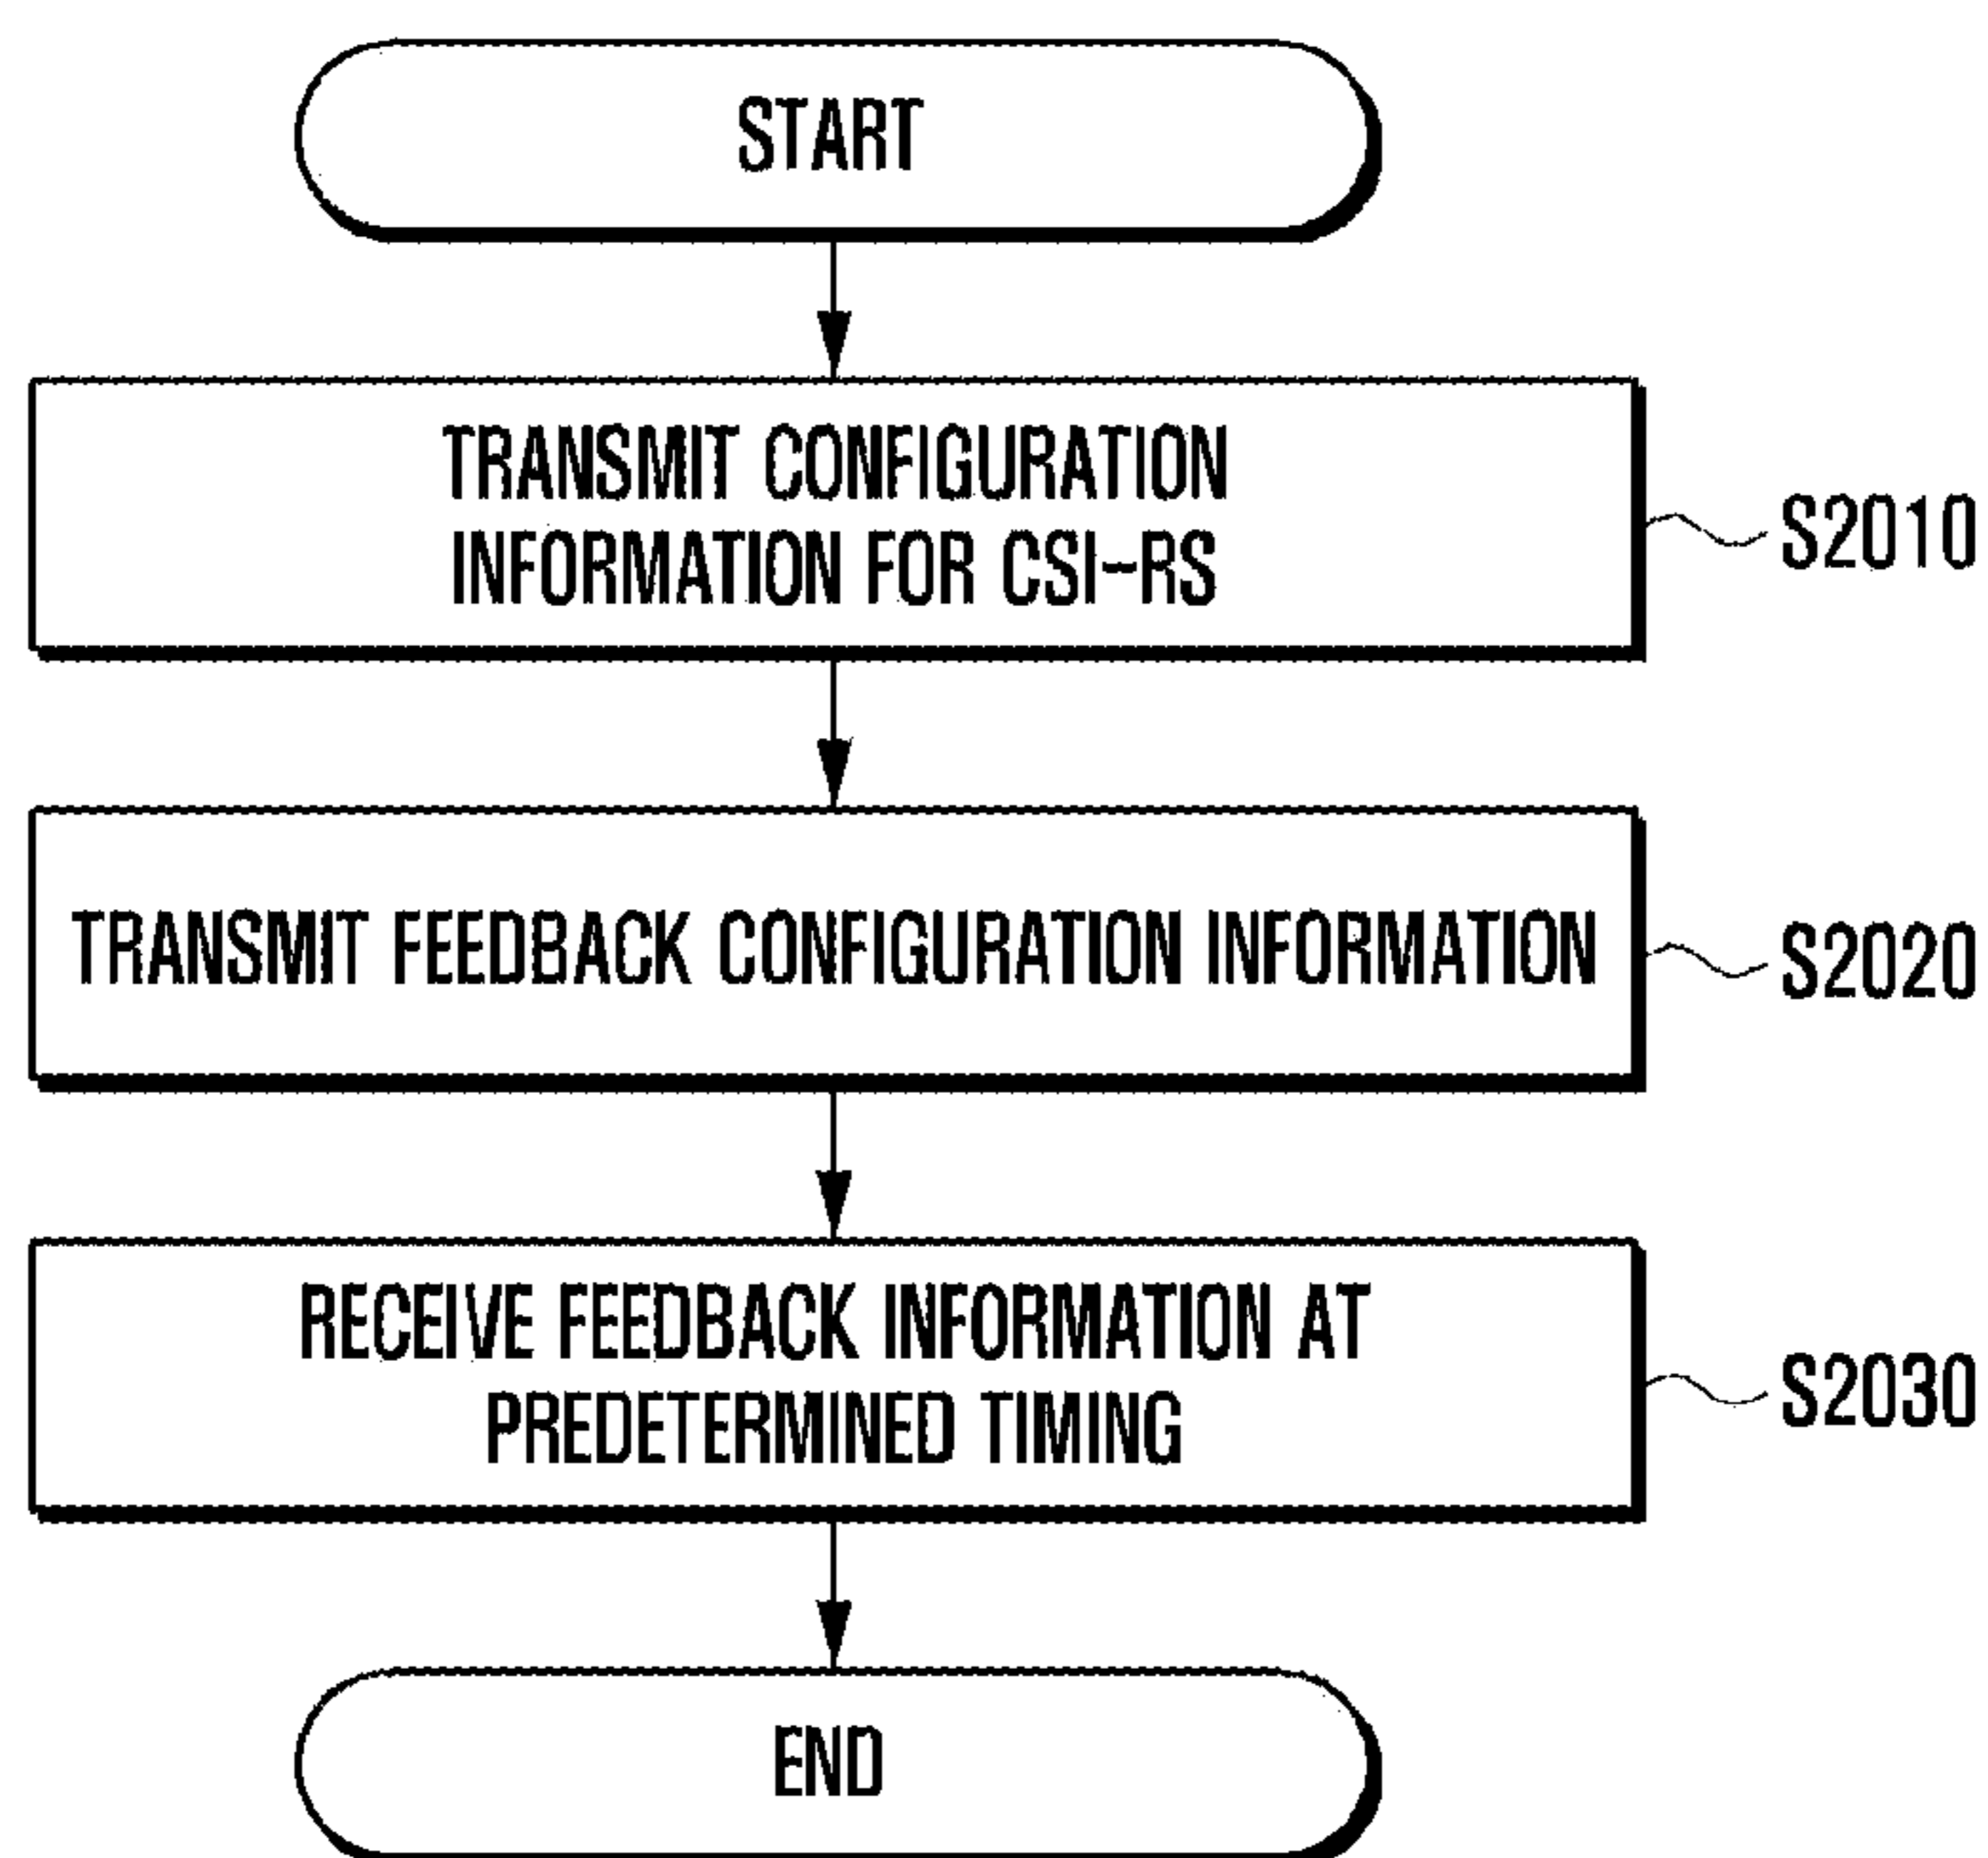 START
TRANSMIT CONFIGURATION
INFORMATION FOR CSI-RS
S2010
TRANSMIT FEEDBACK CONFIGURATION INFORMATION
S2020
RECEIVE FEEDBACK INFORMATION AT
PREDETERMINED TIMING
S2030
END